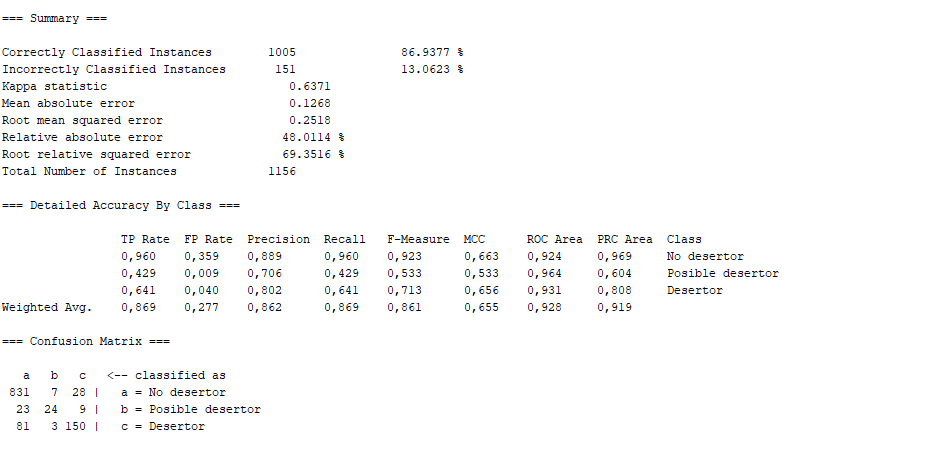 === Summary ===
Correctly Classified Instances 1005 86.9377 %
Incorrectly Classified Instances 151 13.0623 %
Kappa statistic 0.6371
Mean absolute error 0.1268
Root mean squared error 0.2518
Relative absolute error 48.0114 %
Root relative squared error 69.3516 %
Total Number of Instances 1156
=== Detailed Accuracy By Class ===
TP Rate FP Rate Precision Recall F-Measure MCC ROC Area PRC Area Class
0,960 0,359 0,889 0,960 0,923 0,663 0,924 0,969 No desertor
0,429 0,009 0,706 0,429 0,533 0,533 0,964 0,604 Posible desertor
0,641 0,040 0,802 0,641 0,713 0,656 0,931 0,808 Desertor
Weighted Avg. 0,869 0,277 0,862 0,869 0,861 0,655 0,928 0,919
=== Confusion Matrix ===
a b c <-- classified as
831 7 28 | a = No desertor
23 24 9 | b = Posible desertor
81 3 150 | c = Desertor